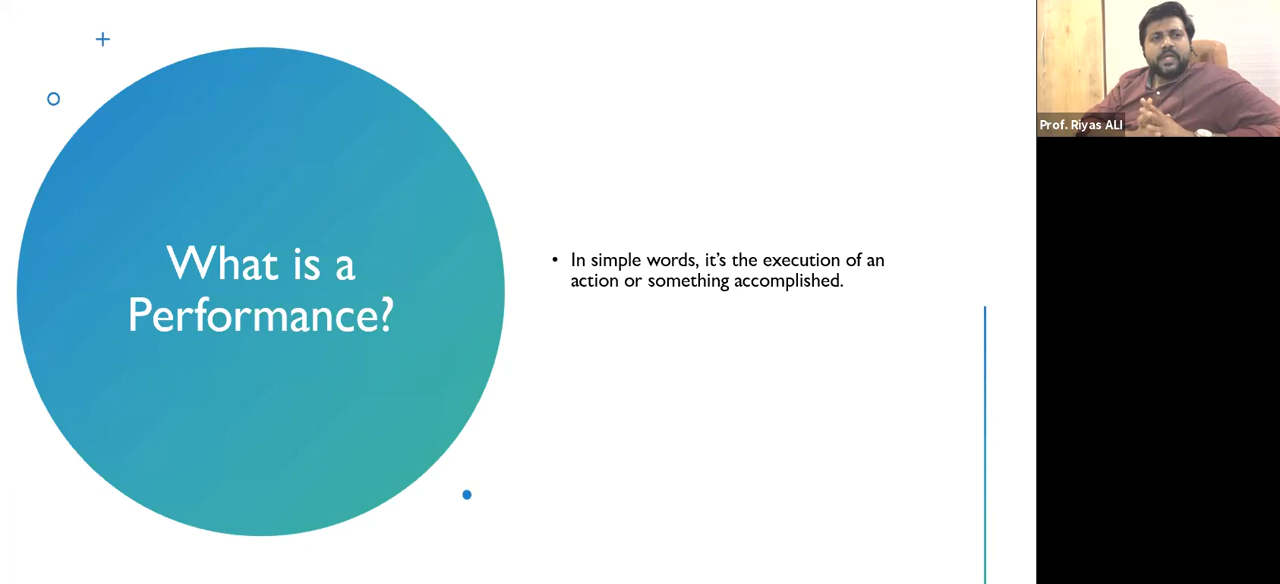 What is a
Performance?
• In simple words, it’s the execution of an
action or something accomplished.
Prof. Riyas ALI